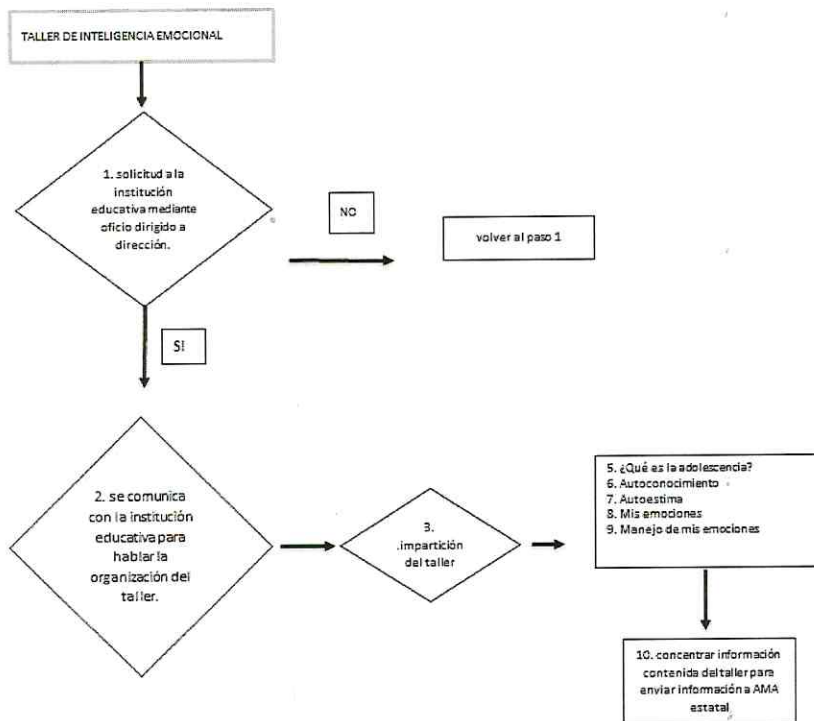 TALLER DE INTELIGENCIA EMOCIONAL
1. solicitud a la
institución
educativa mediante
oficio dirigido a
dirección.
NO
volver al paso 1
SI
2. se comunica
con la institución
educativa para
hablar la
organización del
taller.
3.
.impartición
del taller
5. ¿Qué es la adolescencia?
6. Autoconocimiento
7. Autoestima
8. Mis emociones
9. Manejo de mis emociones
10. concentrar información
contenida del taller para
enviar información a AMA
estatal